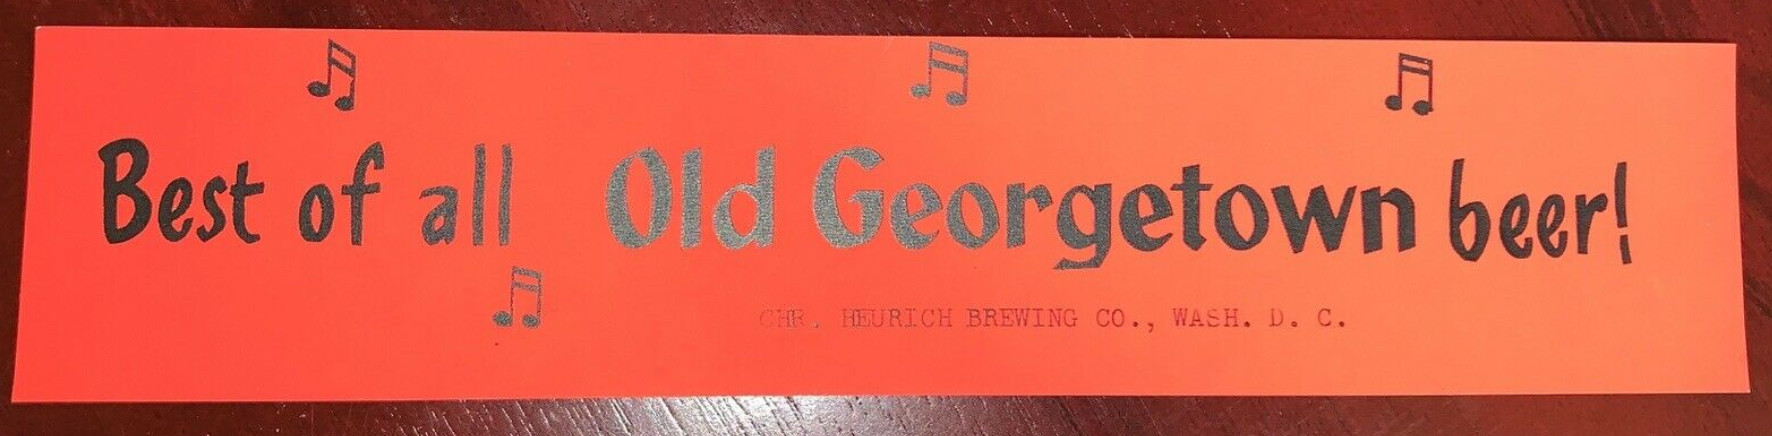 Best of all Old Georgetown beer!
CHR. HEURICH BREWING CO., WASH. D. C.